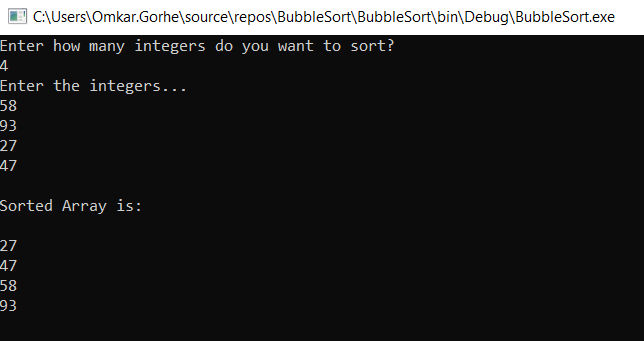 C:\Users\Omkar.Gorhe\source\repos\BubbleSort\BubbleSort\bin\Debug\BubbleSort.exe
Enter how many integers do you want to sort?
4
Enter the integers...
58
93
27
47
Sorted Array is:
27
47
58
93